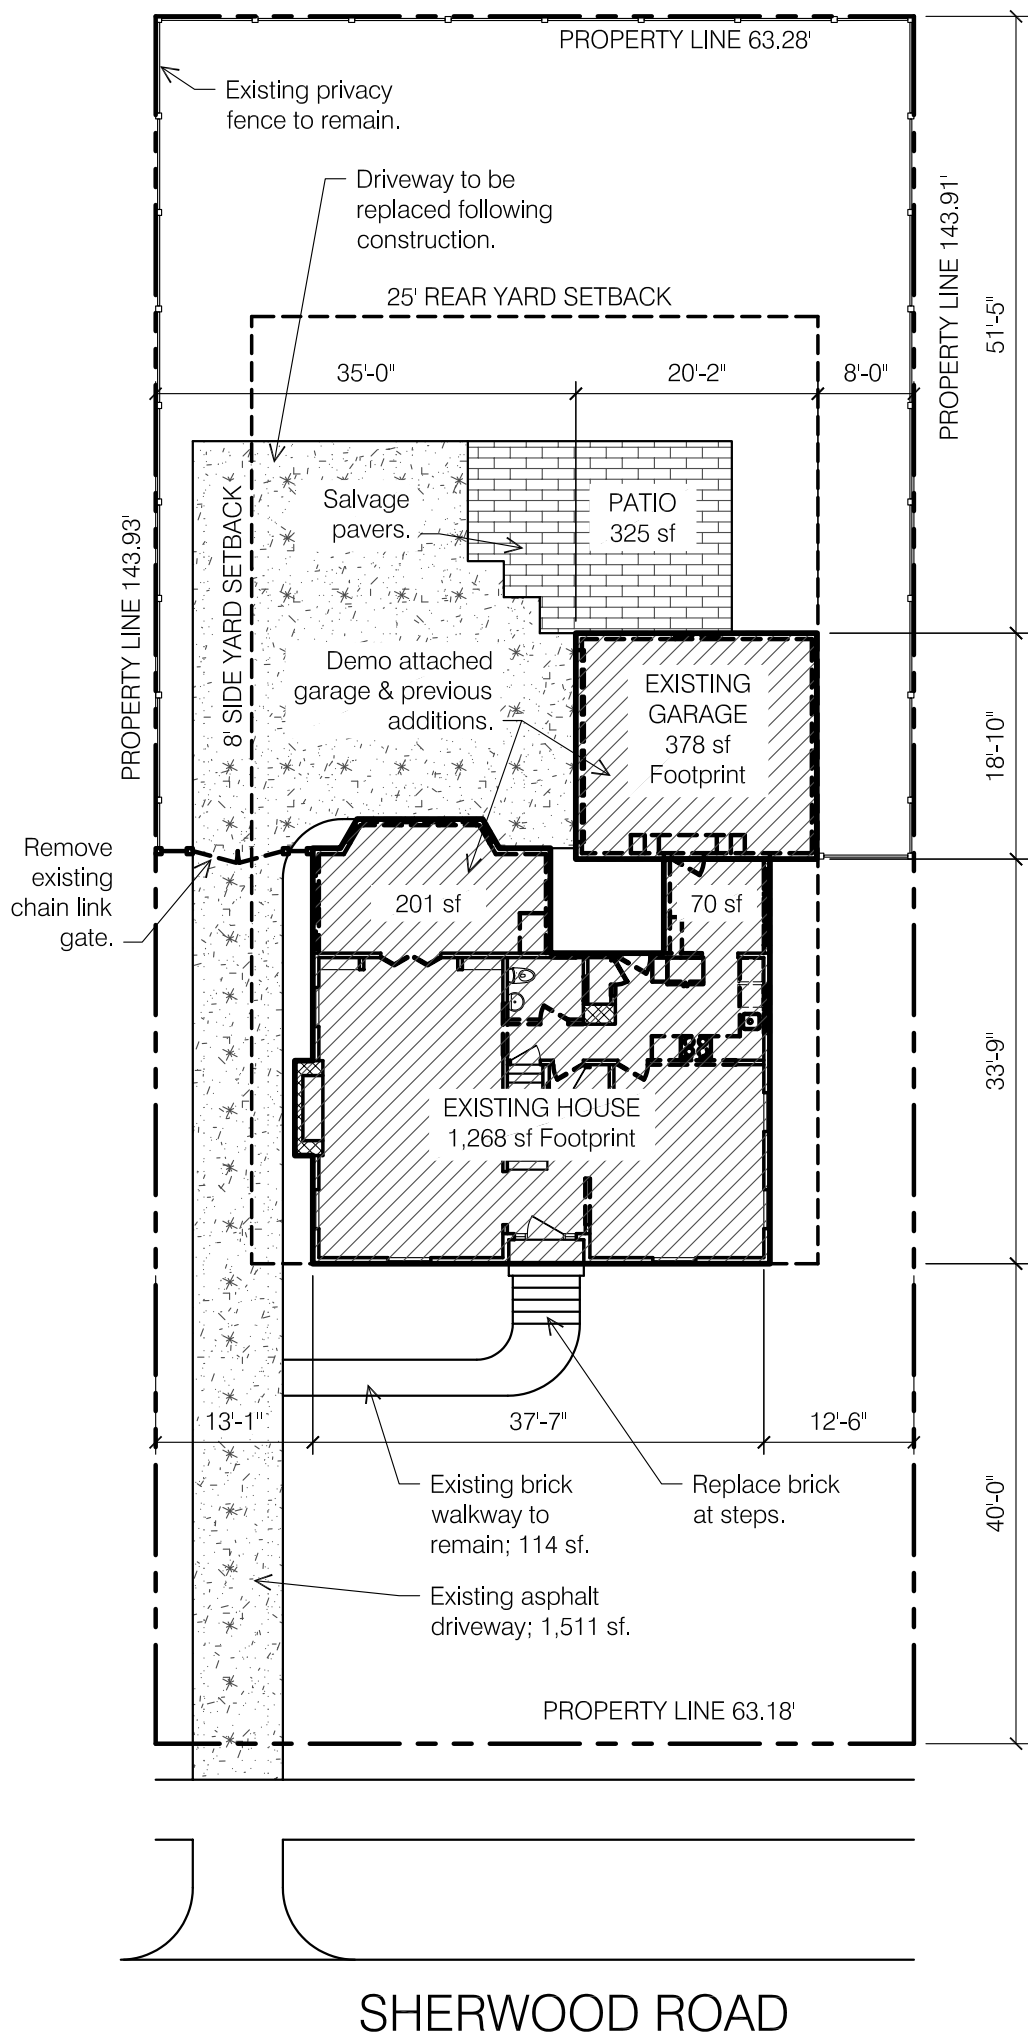 PROPERTY LINE 63.28'
Existing privacy
fence to remain.
Driveway to be
replaced following
construction.
PROPERTY LINE 143.91'
25' REAR YARD SETBACK
51'-5"
35'-0"
20'-2"
8'-0"
Salvage
pavers.
PATIO
325 sf
8' SIDE YARD SETBACK
PROPERTY LINE 143.93'
Demo attached
garage & previous
additions.
EXISTING
GARAGE
378 sf
Footprint
18'-10"
Remove
existing
chain link
gate.
201 sf
70 sf
33'-9"
EXISTING HOUSE
1,268 sf Footprint
13'-1"
37'-7"
12'-6"
Existing brick
walkway to
remain; 114 sf.
Replace brick
at steps.
40'-0"
Existing asphalt
driveway; 1,511 sf.
PROPERTY LINE 63.18'
SHERWOOD ROAD